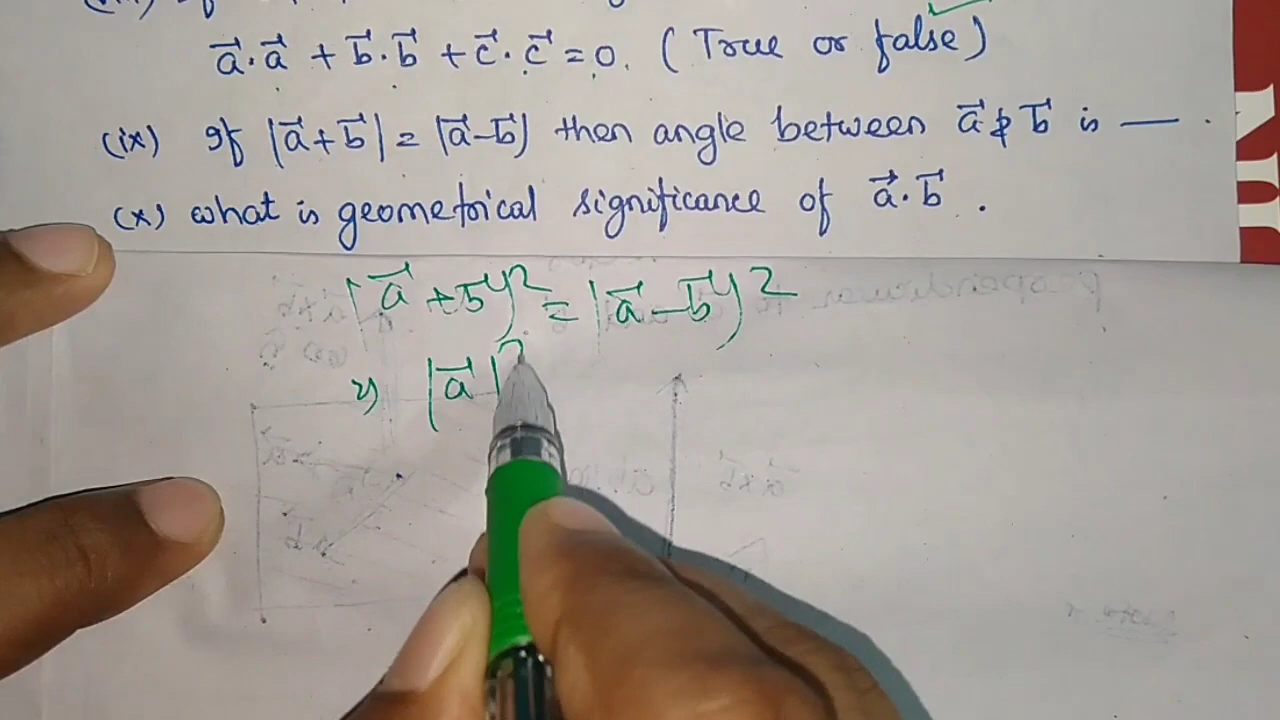 a⃗.a⃗ + b⃗.b⃗ + c⃗.c⃗ = 0. (True or false)
(ix) If |a⃗+b⃗| = |a⃗-b⃗| then angle between a⃗ & b⃗ is — .
(x) what is geometrical significance of a⃗.b⃗ .
|a⃗ + b⃗|² = |a⃗ - b⃗|²
|a⃗|²